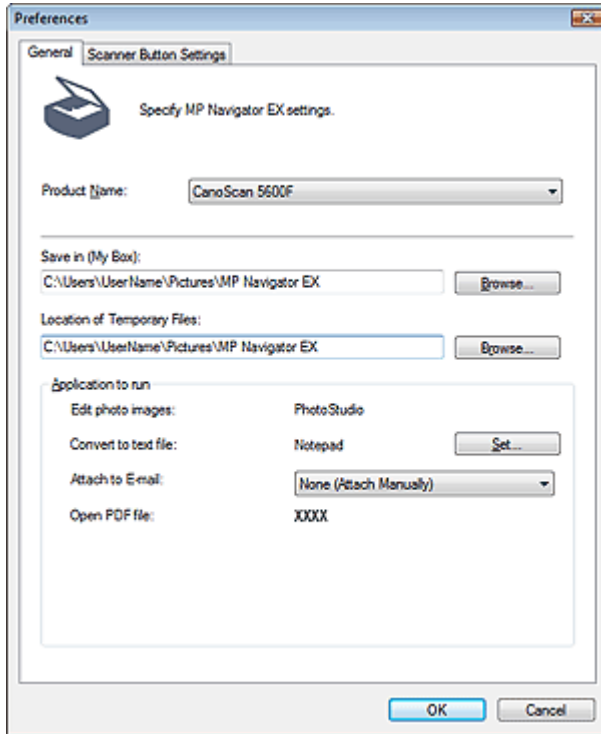 Preferences
General Scanner Button Settings
Specify MP Navigator EX settings.
Product Name: CanoScan 5600F
Save in (My Box):
C:\Users\UserName\Pictures\MP Navigator EX Browse...
Location of Temporary Files:
C:\Users\UserName\Pictures\MP Navigator EX Browse...
Application to run
Edit photo images: PhotoStudio
Convert to text file: Notepad Set...
Attach to E-mail: None (Attach Manually)
Open PDF file: XXXX
OK Cancel